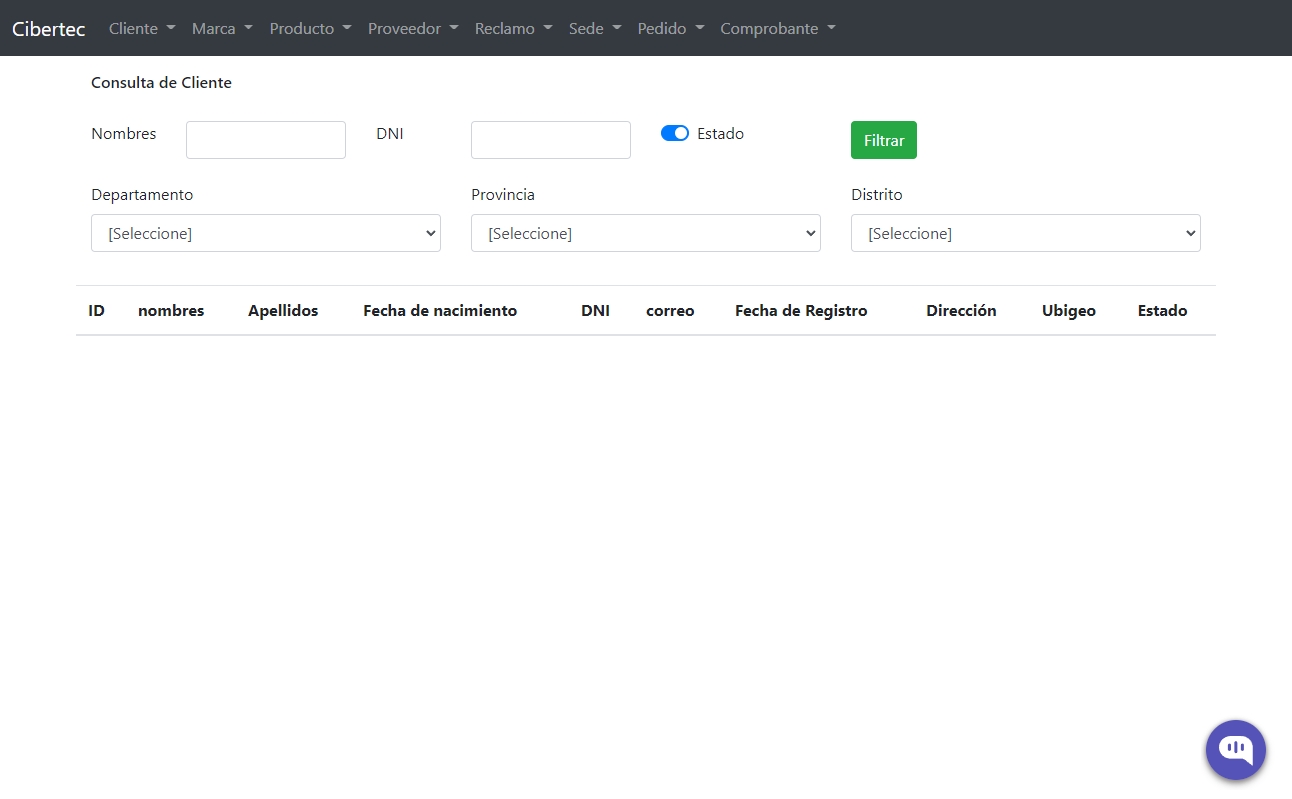 Cibertec Cliente Marca Producto Proveedor Reclamo Sede Pedido Comprobante
Consulta de Cliente
Nombres DNI Estado Filtrar
Departamento Provincia Distrito
[Seleccione] [Seleccione] [Seleccione]
ID nombres Apellidos Fecha de nacimiento DNI correo Fecha de Registro Dirección Ubigeo Estado